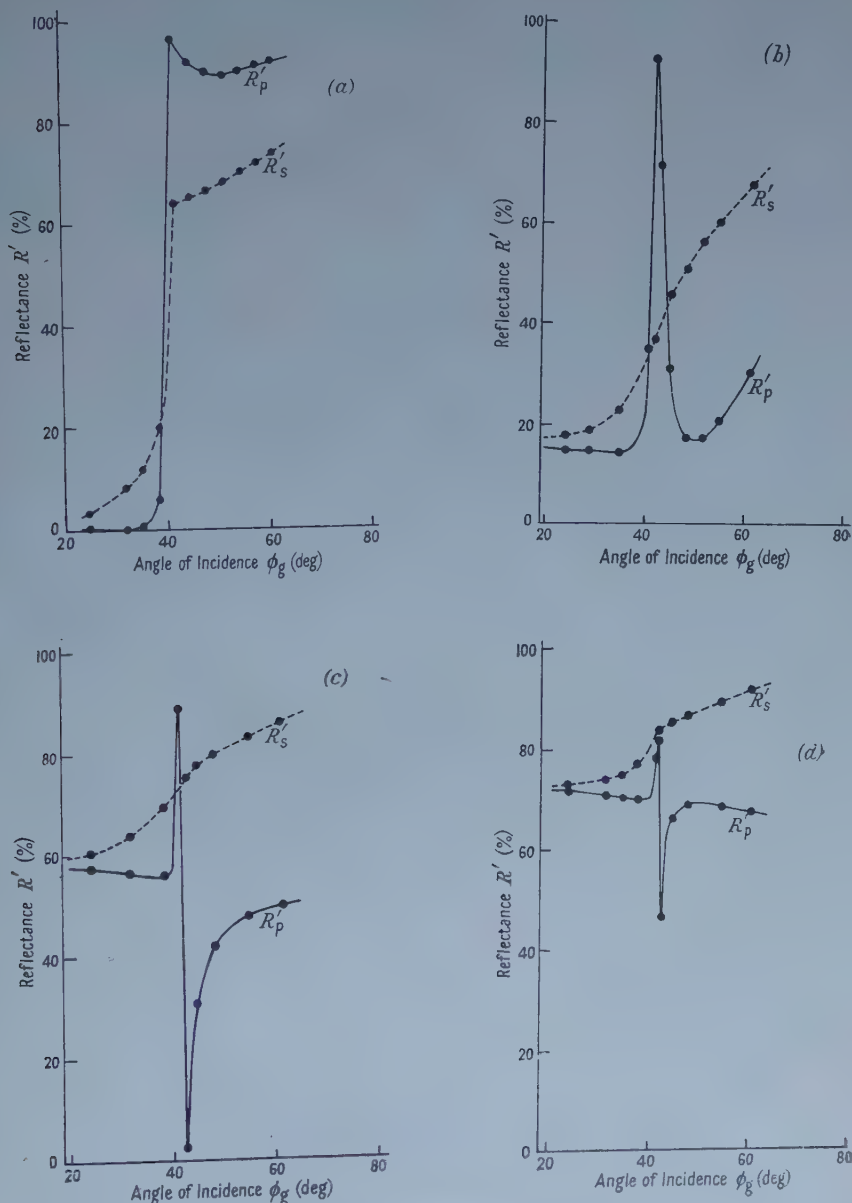 (a)
100%
80
60
40
20
0
20 40 60 80
Reflectance R' (%)
Angle of Incidence ϕg (deg)
R'p
R's
(b)
100
80
60
40
20
0
20 40 60 80
Reflectance R' (%)
Angle of Incidence ϕg (deg)
R's
R'p
(c)
100
80
60
40
20
0
20 40 60 80
Reflectance R' (%)
Angle of Incidence ϕg (deg)
R's
R'p
(d)
100
80
60
40
20
0
20 40 60 80
Reflectance R' (%)
Angle of Incidence ϕg (deg)
R's
R'p